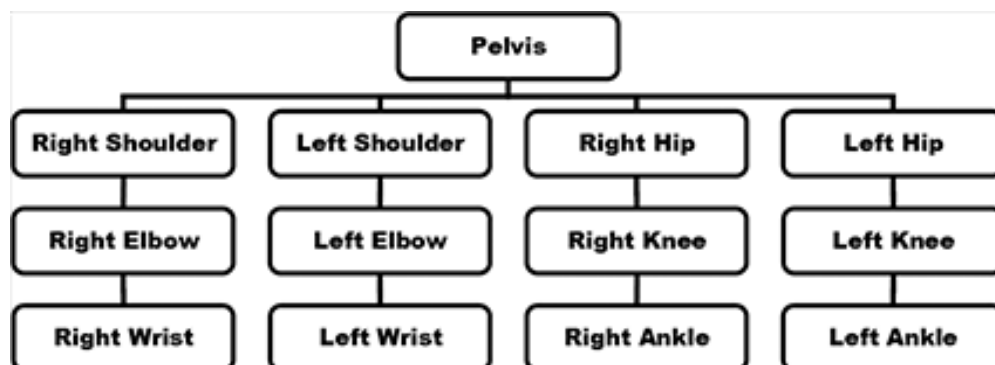 Pelvis
Right Shoulder
Left Shoulder
Right Hip
Left Hip
Right Elbow
Left Elbow
Right Knee
Left Knee
Right Wrist
Left Wrist
Right Ankle
Left Ankle